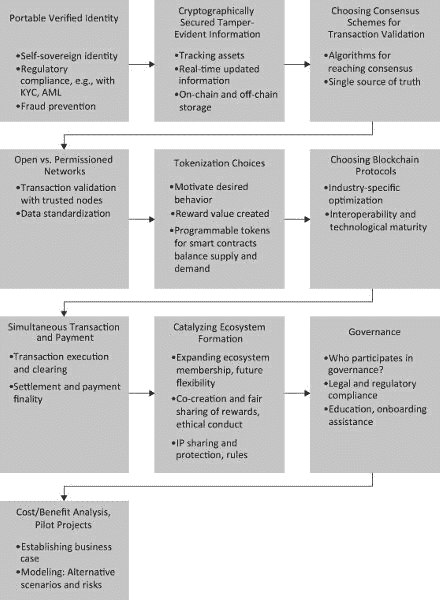 Portable Verified Identity
•Self-sovereign identity
•Regulatory
compliance, e.g., with
KYC, AML
•Fraud prevention
Cryptographically
Secured Tamper-
Evident Information
•Tracking assets
•Real-time updated
information
•On-chain and off-chain
storage
Choosing Consensus
Schemes for
Transaction Validation
•Algorithms for
reaching consensus
•Single source of truth
Open vs. Permissioned
Networks
•Transaction validation
with trusted nodes
•Data standardization
Tokenization Choices
•Motivate desired
behavior
•Reward value created
•Programmable tokens
for smart contracts
balance supply and
demand
Choosing Blockchain
Protocols
•Industry-specific
optimization
•Interoperability and
technological maturity
Simultaneous Transaction
and Payment
•Transaction execution
and clearing
•Settlement and payment
finality
Catalyzing Ecosystem
Formation
•Expanding ecosystem
membership, future
flexibility
•Co-creation and fair
sharing of rewards,
ethical conduct
•IP sharing and
protection, rules
Governance
•Who participates in
governance?
•Legal and regulatory
compliance
•Education, onboarding
assistance
Cost/Benefit Analysis,
Pilot Projects
•Establishing business
case
•Modeling: Alternative
scenarios and risks